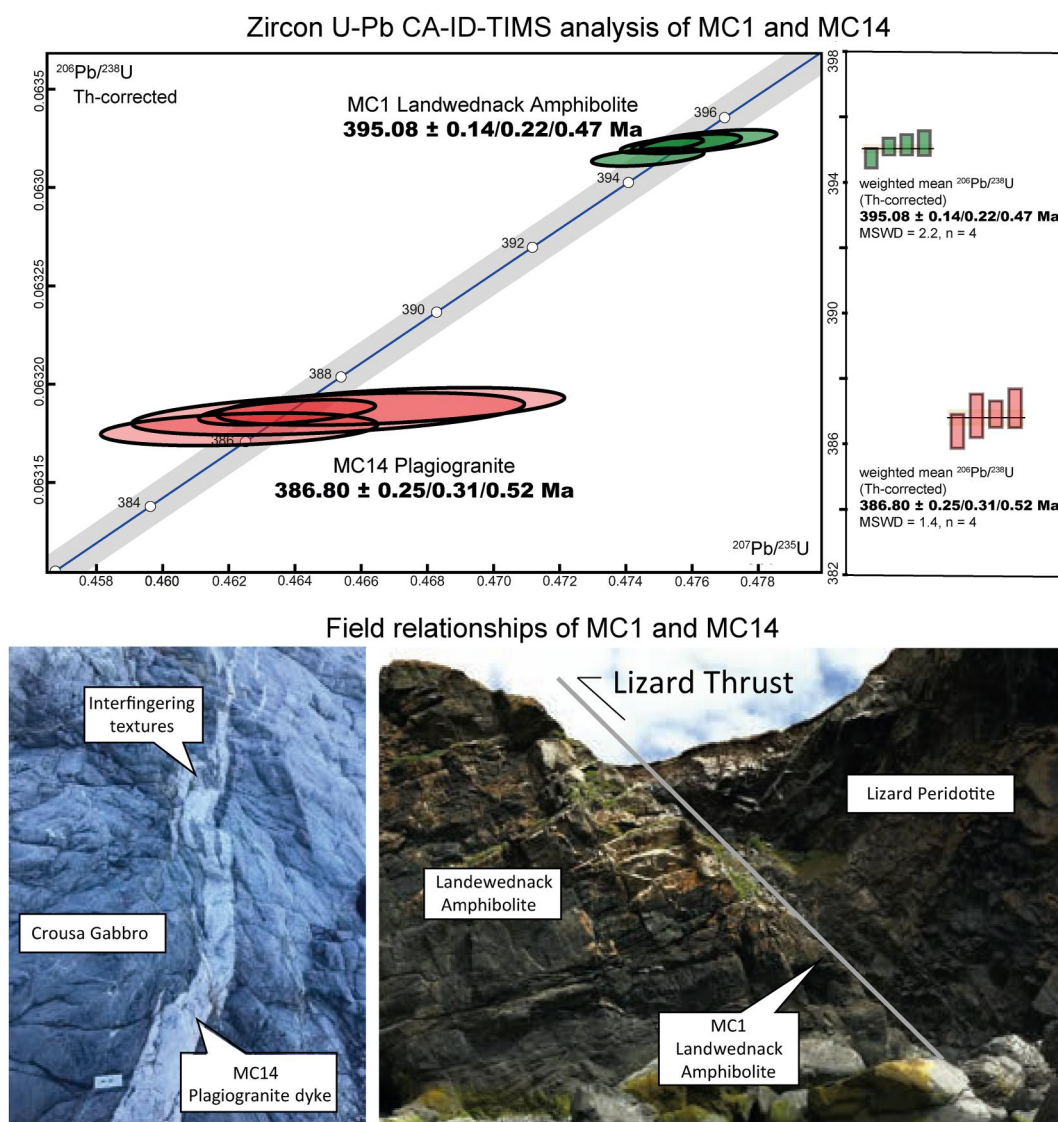 Zircon U-Pb CA-ID-TIMS analysis of MC1 and MC14
206Pb/238U
Th-corrected
MC1 Landwednack Amphibolite
395.08 ± 0.14/0.22/0.47 Ma
396
394
392
390
388
386
384
MC14 Plagiogranite
386.80 ± 0.25/0.31/0.52 Ma
207Pb/235U
0.0635
0.0630
0.06325
0.06320
0.06315
0.458
0.460
0.462
0.464
0.466
0.468
0.470
0.472
0.474
0.476
0.478
398
394
390
386
382
weighted mean 206Pb/238U
(Th-corrected)
395.08 ± 0.14/0.22/0.47 Ma
MSWD = 2.2, n = 4
weighted mean 206Pb/238U
(Th-corrected)
386.80 ± 0.25/0.31/0.52 Ma
MSWD = 1.4, n = 4
Field relationships of MC1 and MC14
Interfingering
textures
Crousa Gabbro
MC14
Plagiogranite dyke
Lizard Thrust
Lizard Peridotite
Landewednack
Amphibolite
MC1
Landwednack
Amphibolite